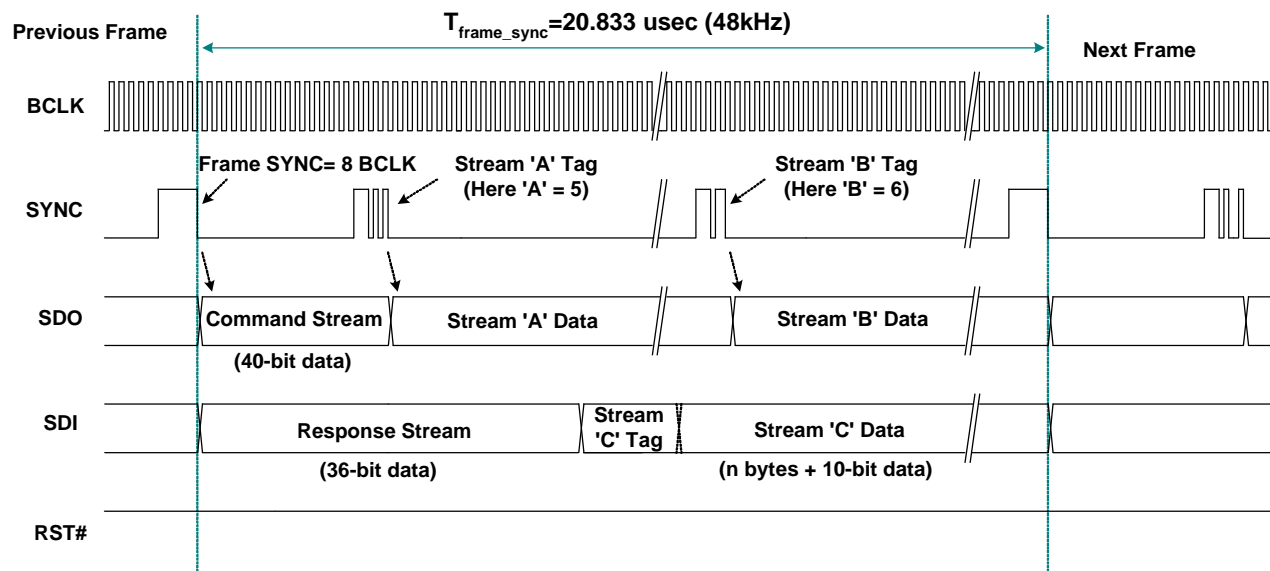 T_frame_sync=20.833 usec (48kHz)
Previous Frame
Next Frame
BCLK
Frame SYNC= 8 BCLK
Stream 'A' Tag
(Here 'A' = 5)
Stream 'B' Tag
(Here 'B' = 6)
SYNC
SDO
Command Stream
Stream 'A' Data
Stream 'B' Data
(40-bit data)
SDI
Response Stream
Stream
'C' Tag
Stream 'C' Data
(36-bit data)
(n bytes + 10-bit data)
RST#